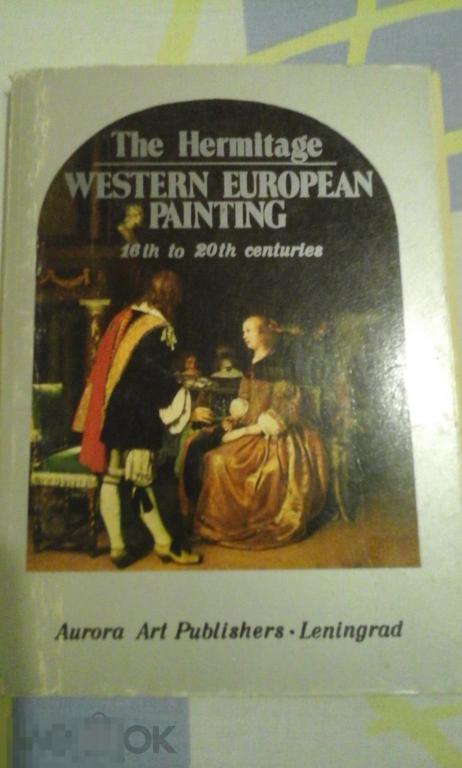 The Hermitage
WESTERN EUROPEAN
PAINTING
16th to 20th centuries
Aurora Art Publishers · Leningrad
OK